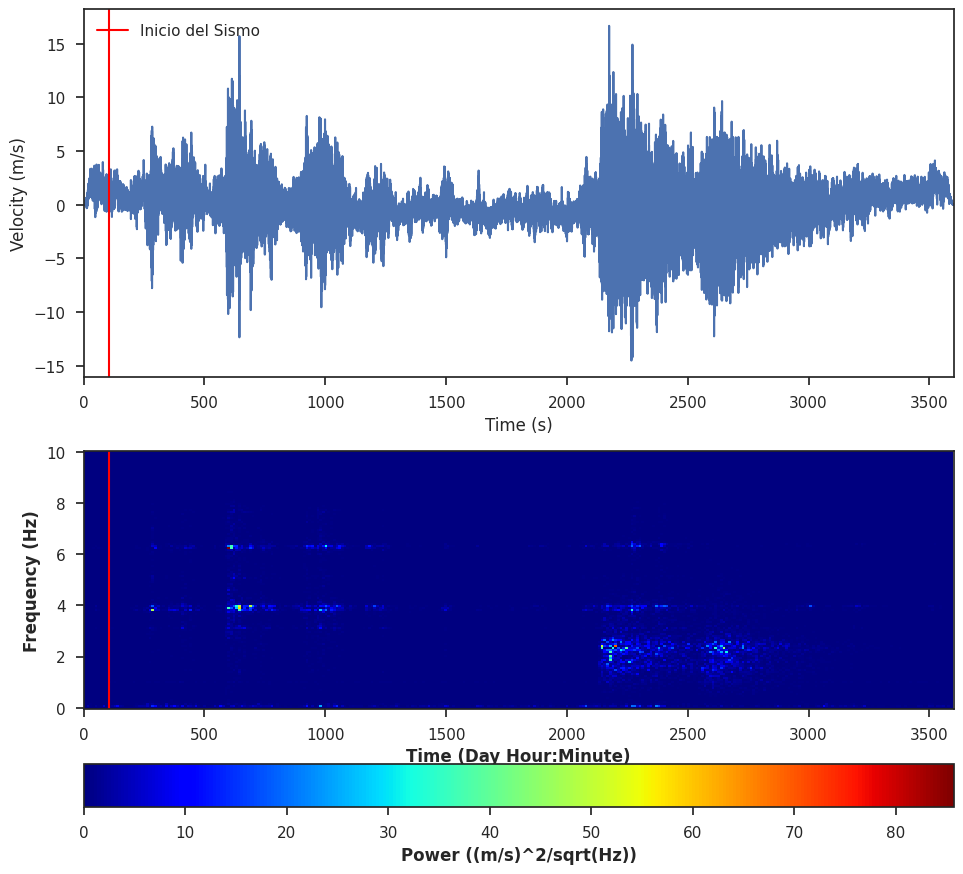 Inicio del Sismo
15
10
5
0
−5
−10
−15
Velocity (m/s)
0 500 1000 1500 2000 2500 3000 3500
Time (s)
10
8
6
4
2
0
Frequency (Hz)
0 500 1000 1500 2000 2500 3000 3500
Time (Day Hour:Minute)
0 10 20 30 40 50 60 70 80
Power ((m/s)^2/sqrt(Hz))